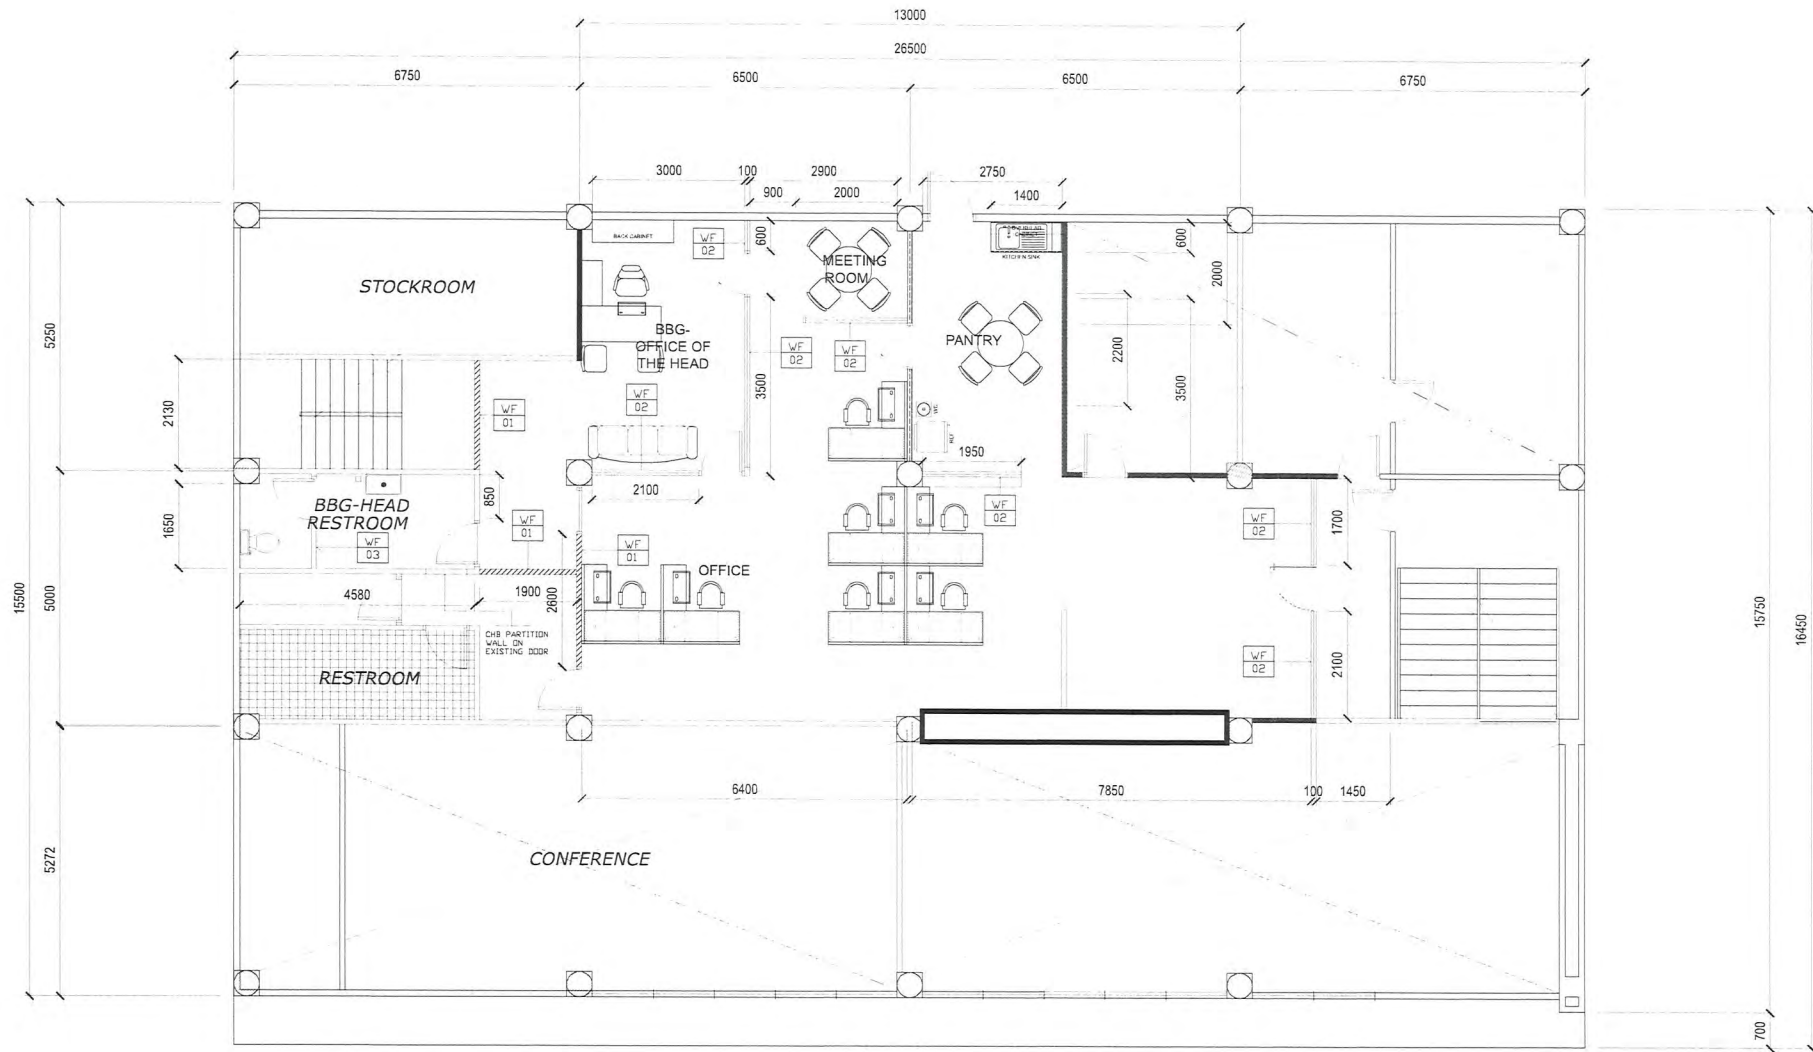 13000
26500
6750
6500
6500
6750
3000
100
2900
2750
900
2000
1400
BACK CABINET
WF
02
600
MEETING
ROOM
KITCHEN SINK
600
2000
STOCKROOM
5250
BBG-
OFFICE OF
THE HEAD
WF
02
WF
02
PANTRY
2200
3500
3500
2130
WF
01
WF
02
REF
1950
850
2100
BBG-HEAD
RESTROOM
1650
WF
03
WF
01
WF
01
WF
02
WF
02
1700
OFFICE
15500
5000
4580
1900
2600
CHB PARTITION
WALL ON
EXISTING DOOR
15750
16450
RESTROOM
WF
02
2100
6400
7850
100
1450
5272
CONFERENCE
700